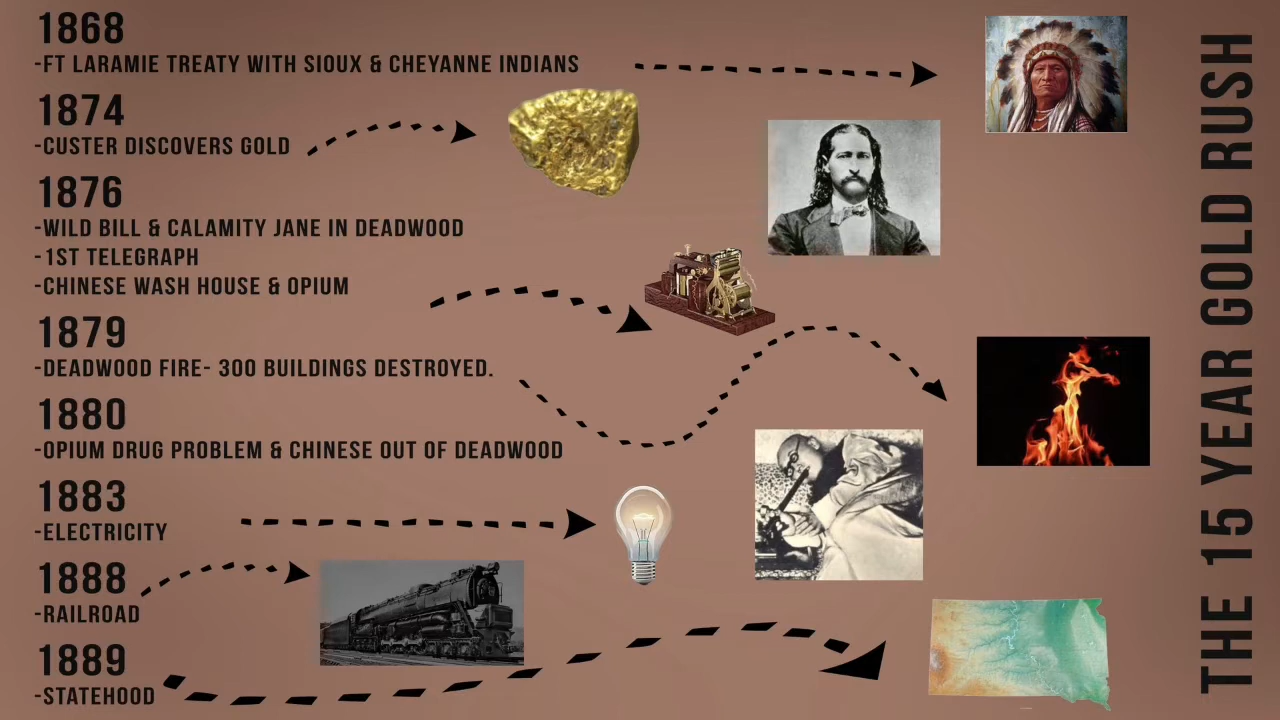 1868
-FT LARAMIE TREATY WITH SIOUX & CHEYANNE INDIANS
1874
-CUSTER DISCOVERS GOLD
1876
-WILD BILL & CALAMITY JANE IN DEADWOOD
-1ST TELEGRAPH
-CHINESE WASH HOUSE & OPIUM
1879
-DEADWOOD FIRE- 300 BUILDINGS DESTROYED.
1880
-OPIUM DRUG PROBLEM & CHINESE OUT OF DEADWOOD
1883
-ELECTRICITY
1888
-RAILROAD
1889
-STATEHOOD
THE 15 YEAR GOLD RUSH